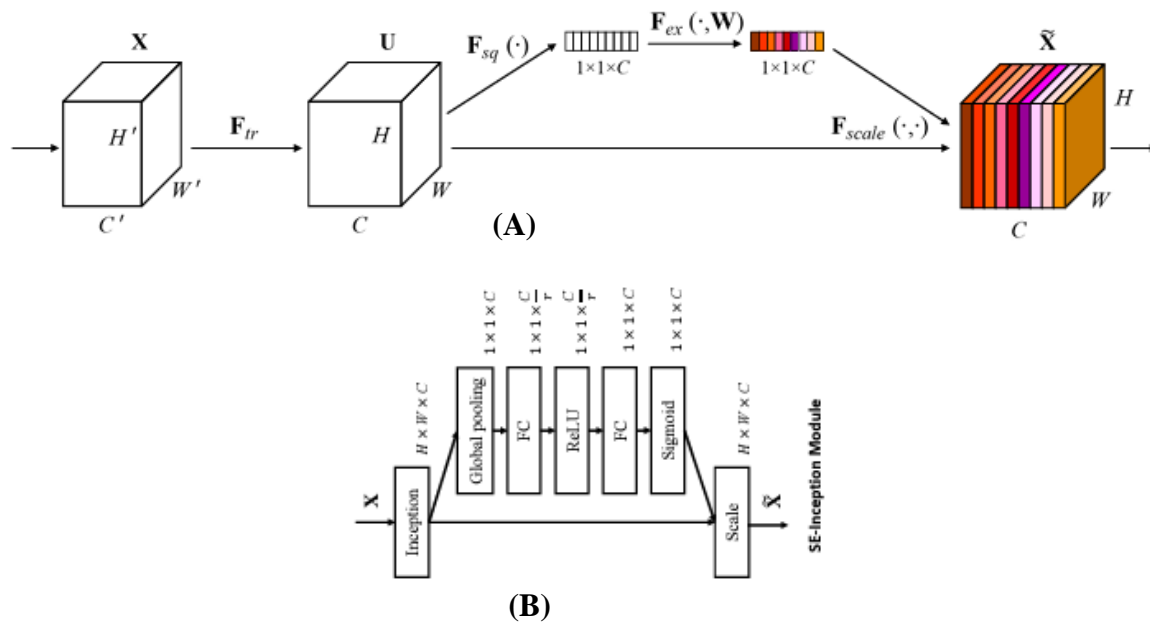 X
U
F_sq (·)
F_ex (·,W)
1×1×C
1×1×C
X̃
H'
F_tr
H
F_scale (·,·)
H
W'
W
W
C'
C
C
(A)
1 × 1 × C
1 × 1 × C/r
1 × 1 × C/r
1 × 1 × C
1 × 1 × C
H × W × C
Global pooling
FC
ReLU
FC
Sigmoid
H × W × C
X
Inception
Scale
X̃
SE-Inception Module
(B)